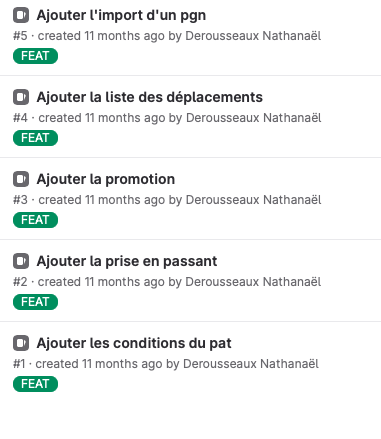 Ajouter l'import d'un pgn
#5 · created 11 months ago by Derousseaux Nathanaël
FEAT
Ajouter la liste des déplacements
#4 · created 11 months ago by Derousseaux Nathanaël
FEAT
Ajouter la promotion
#3 · created 11 months ago by Derousseaux Nathanaël
FEAT
Ajouter la prise en passant
#2 · created 11 months ago by Derousseaux Nathanaël
FEAT
Ajouter les conditions du pat
#1 · created 11 months ago by Derousseaux Nathanaël
FEAT